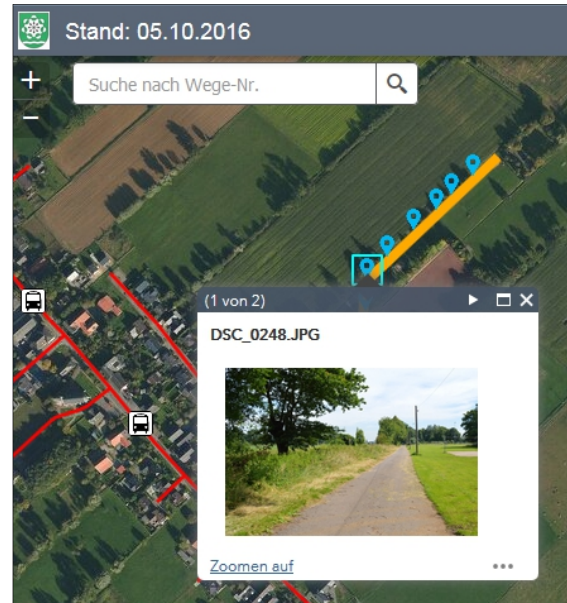 Stand: 05.10.2016
Suche nach Wege-Nr.
(1 von 2)
DSC_0248.JPG
Zoomen auf